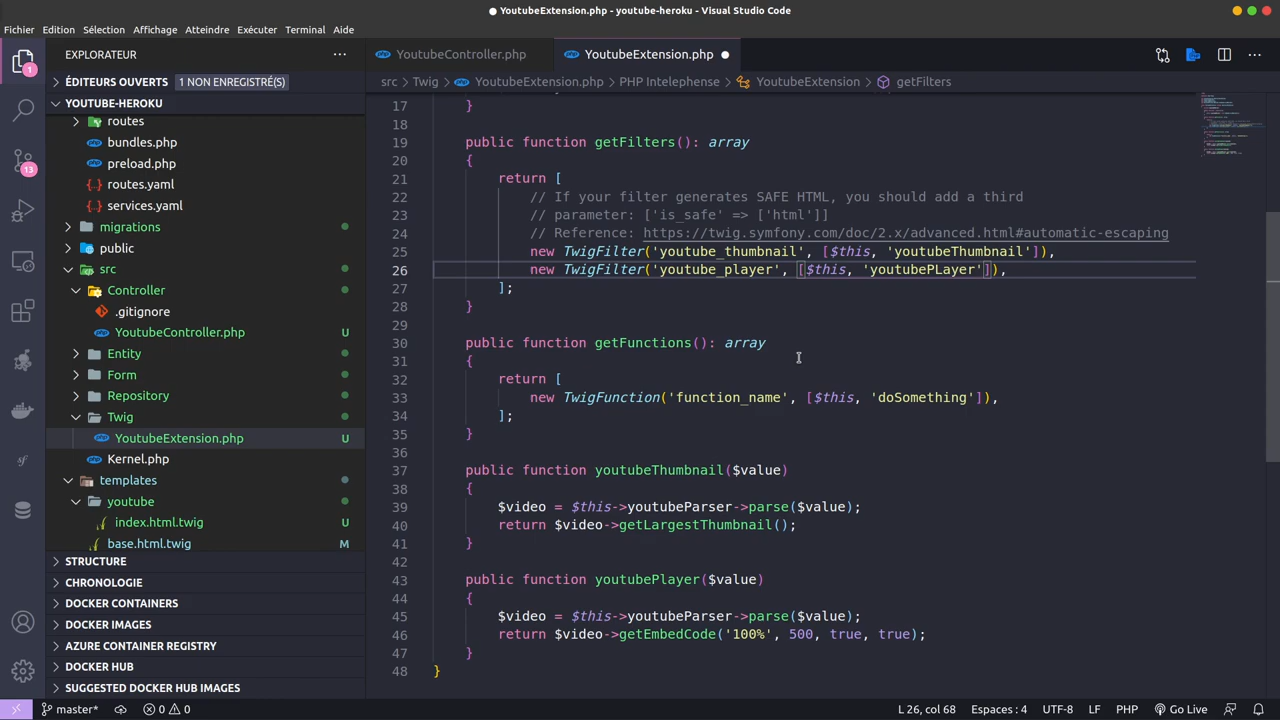 ● YoutubeExtension.php - youtube-heroku - Visual Studio Code
Fichier Edition Sélection Affichage Atteindre Exécuter Terminal Aide
EXPLORATEUR
YoutubeController.php
YoutubeExtension.php
ÉDITEURS OUVERTS 1 NON ENREGISTRÉ(S)
src > Twig > YoutubeExtension.php > PHP Intelephense > YoutubeExtension > getFilters
YOUTUBE-HEROKU
routes
bundles.php
preload.php
routes.yaml
services.yaml
migrations
public
src
Controller
.gitignore
YoutubeController.php U
Entity
Form
Repository
Twig
YoutubeExtension.php U
Kernel.php
templates
youtube
index.html.twig U
base.html.twig M
STRUCTURE
CHRONOLOGIE
DOCKER CONTAINERS
DOCKER IMAGES
AZURE CONTAINER REGISTRY
DOCKER HUB
SUGGESTED DOCKER HUB IMAGES
1
13
17 }
18
19 public function getFilters(): array
20 {
21 return [
22 // If your filter generates SAFE HTML, you should add a third
23 // parameter: ['is_safe' => ['html']]
24 // Reference: https://twig.symfony.com/doc/2.x/advanced.html#automatic-escaping
25 new TwigFilter('youtube_thumbnail', [$this, 'youtubeThumbnail']),
26 new TwigFilter('youtube_player', [$this, 'youtubePLayer']),
27 ];
28 }
29
30 public function getFunctions(): array
31 {
32 return [
33 new TwigFunction('function_name', [$this, 'doSomething']),
34 ];
35 }
36
37 public function youtubeThumbnail($value)
38 {
39 $video = $this->youtubeParser->parse($value);
40 return $video->getLargestThumbnail();
41 }
42
43 public function youtubePlayer($value)
44 {
45 $video = $this->youtubeParser->parse($value);
46 return $video->getEmbedCode('100%', 500, true, true);
47 }
48 }
master* 0 0 L 26, col 68 Espaces : 4 UTF-8 LF PHP Go Live